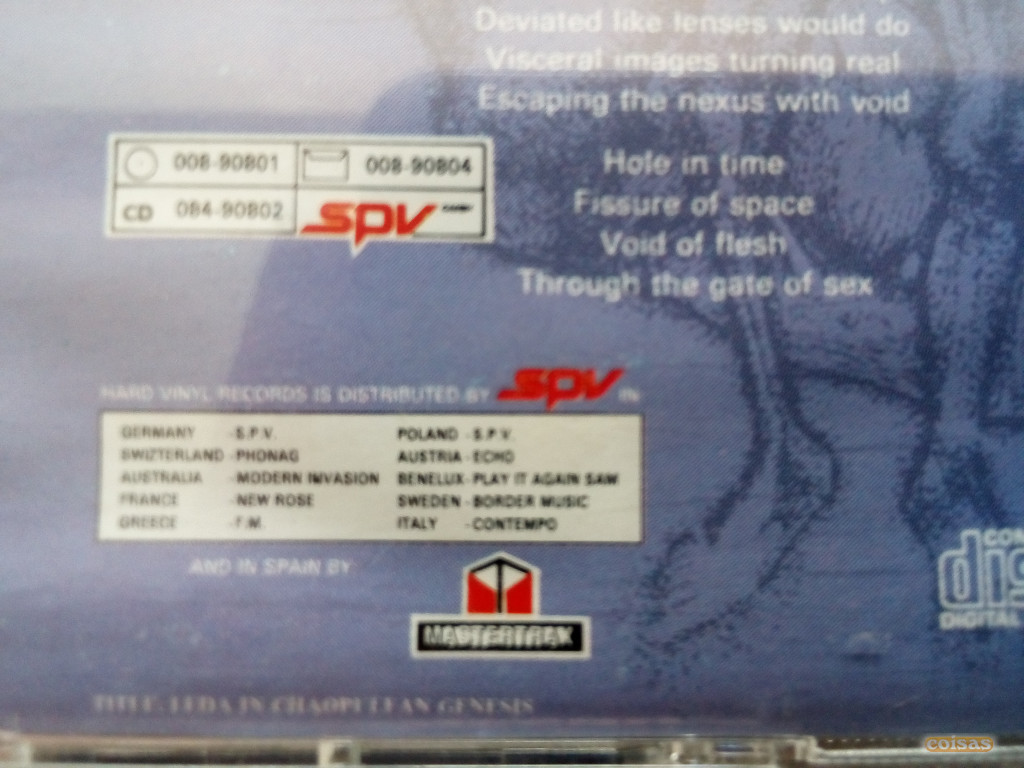 Deviated like lenses would do
Visceral images turning real
Escaping the nexus with void
Hole in time
Fissure of space
Void of flesh
Through the gate of sex
008-90801
008-90804
CD 084-90802
SPV
HARD VINYL RECORDS IS DISTRIBUTED BY SPV IN
GERMANY - S.P.V.
SWIZTERLAND - PHONAG
AUSTRALIA - MODERN INVASION
FRANCE - NEW ROSE
GREECE - F.M.
POLAND - S.P.V.
AUSTRIA - ECHO
BENELUX - PLAY IT AGAIN SAM
SWEDEN - BORDER MUSIC
ITALY - CONTEMPO
AND IN SPAIN BY
MASTERTRAX
TITLE: LEDA IN GENESIS
DIGITAL
coisas